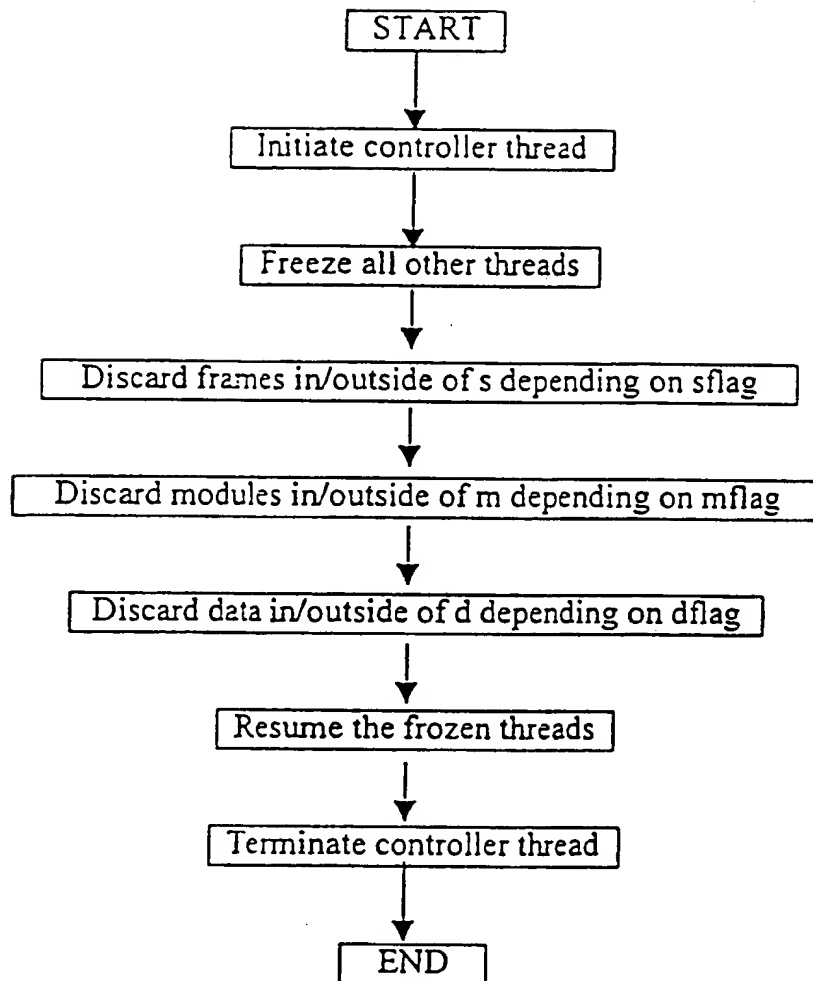 START
Initiate controller thread
Freeze all other threads
Discard frames in/outside of s depending on sflag
Discard modules in/outside of m depending on mflag
Discard data in/outside of d depending on dflag
Resume the frozen threads
Terminate controller thread
END